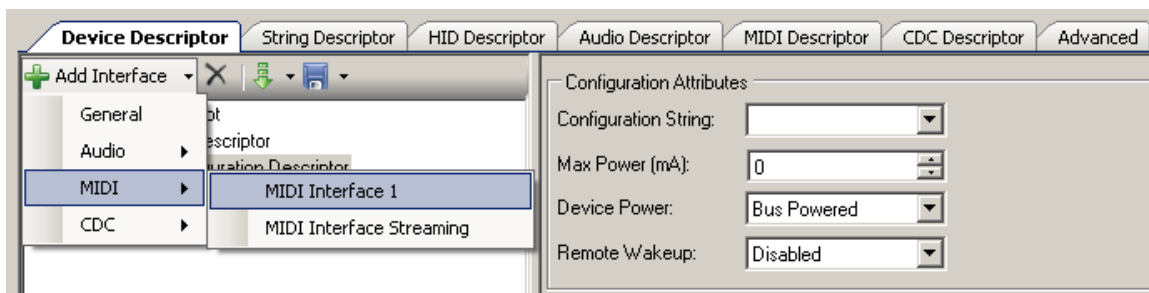 Device Descriptor String Descriptor HID Descriptor Audio Descriptor MIDI Descriptor CDC Descriptor Advanced
Add Interface
Configuration Attributes
General
Configuration String:
Audio
Descriptor
Max Power (mA): 0
MIDI
MIDI Interface 1
Device Power: Bus Powered
CDC
MIDI Interface Streaming
Remote Wakeup: Disabled